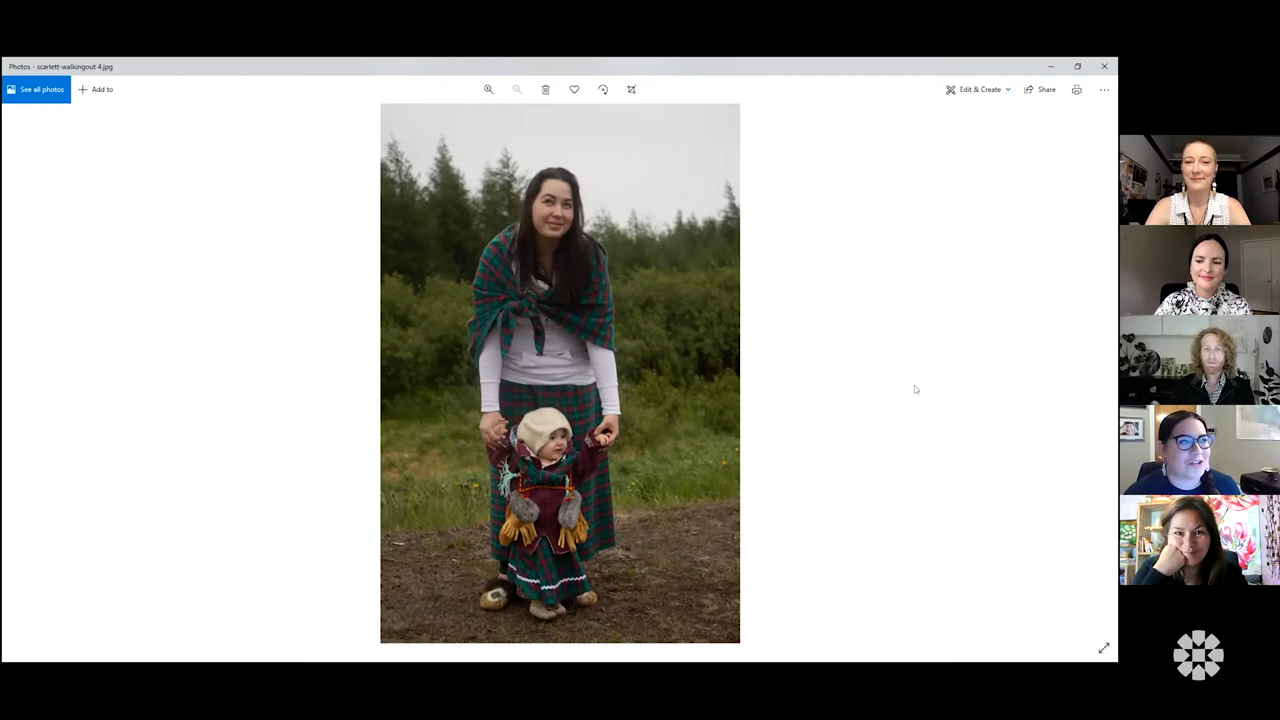 Photos - scarlett-walkingout 4.jpg
See all photos
Add to
Edit & Create
Share